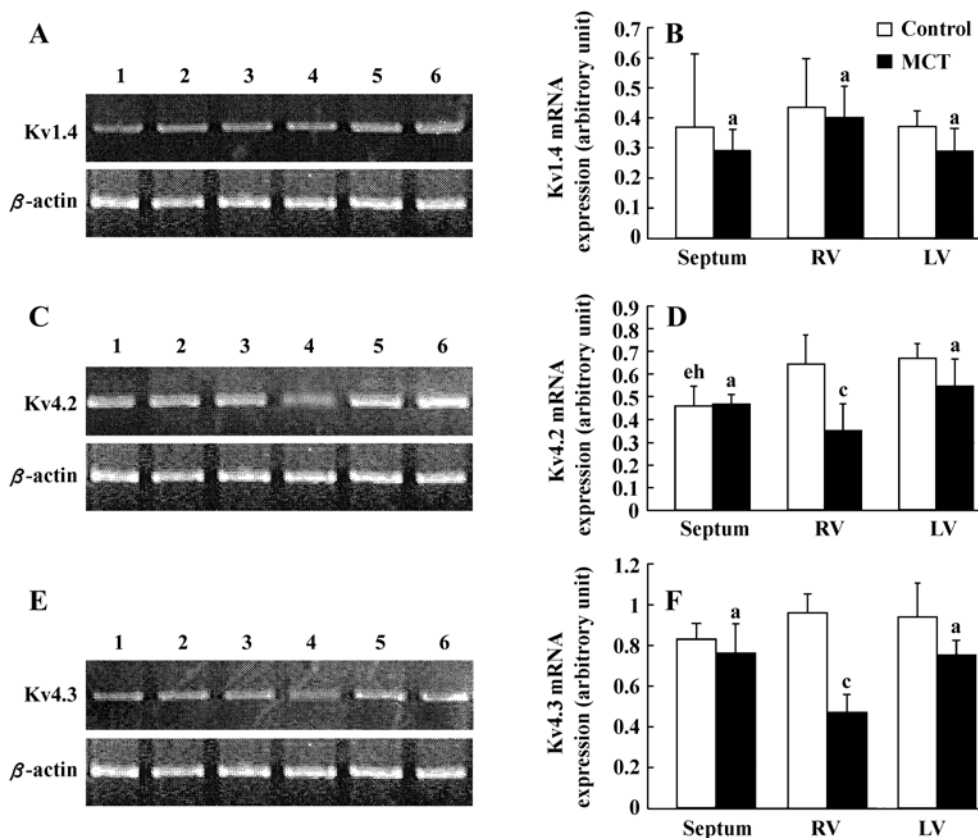 A
1 2 3 4 5 6
Kv1.4
β-actin
B
Control
MCT
Kv1.4 mRNA
expression (arbitrory unit)
0.7
0.6
0.5
0.4
0.3
0.2
0.1
0
a
a
a
Septum RV LV
C
1 2 3 4 5 6
Kv4.2
β-actin
D
Kv4.2 mRNA
expression (arbitrory unit)
0.9
0.8
0.7
0.6
0.5
0.4
0.3
0.2
0.1
0
eh
a
c
a
Septum RV LV
E
1 2 3 4 5 6
Kv4.3
β-actin
F
Kv4.3 mRNA
expression (arbitrory unit)
1.2
1
0.8
0.6
0.4
0.2
0
a
c
a
Septum RV LV